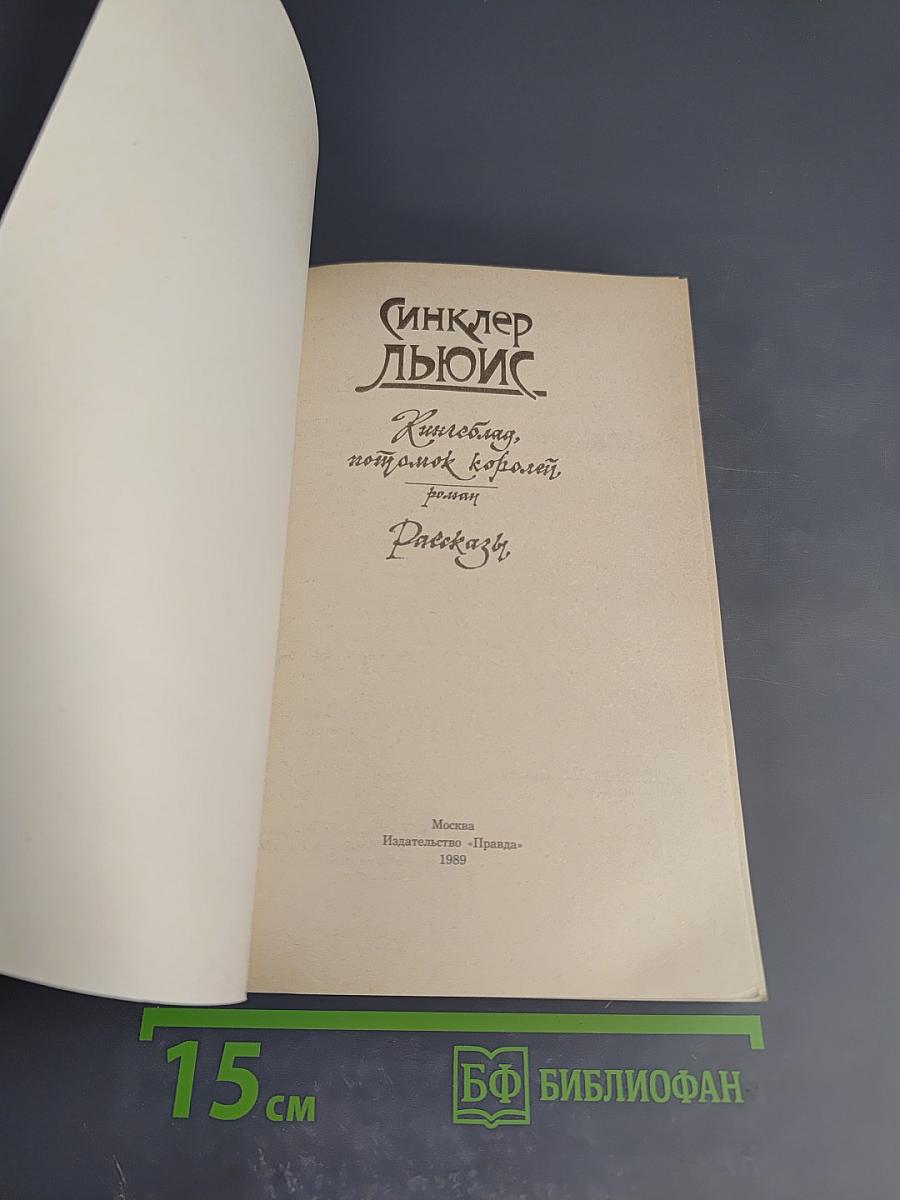 Синклер
Льюис
Кингсблад,
потомок королей
роман
Рассказы
Москва
Издательство «Правда»
1989
15 см
БФ БИБЛИОФАН